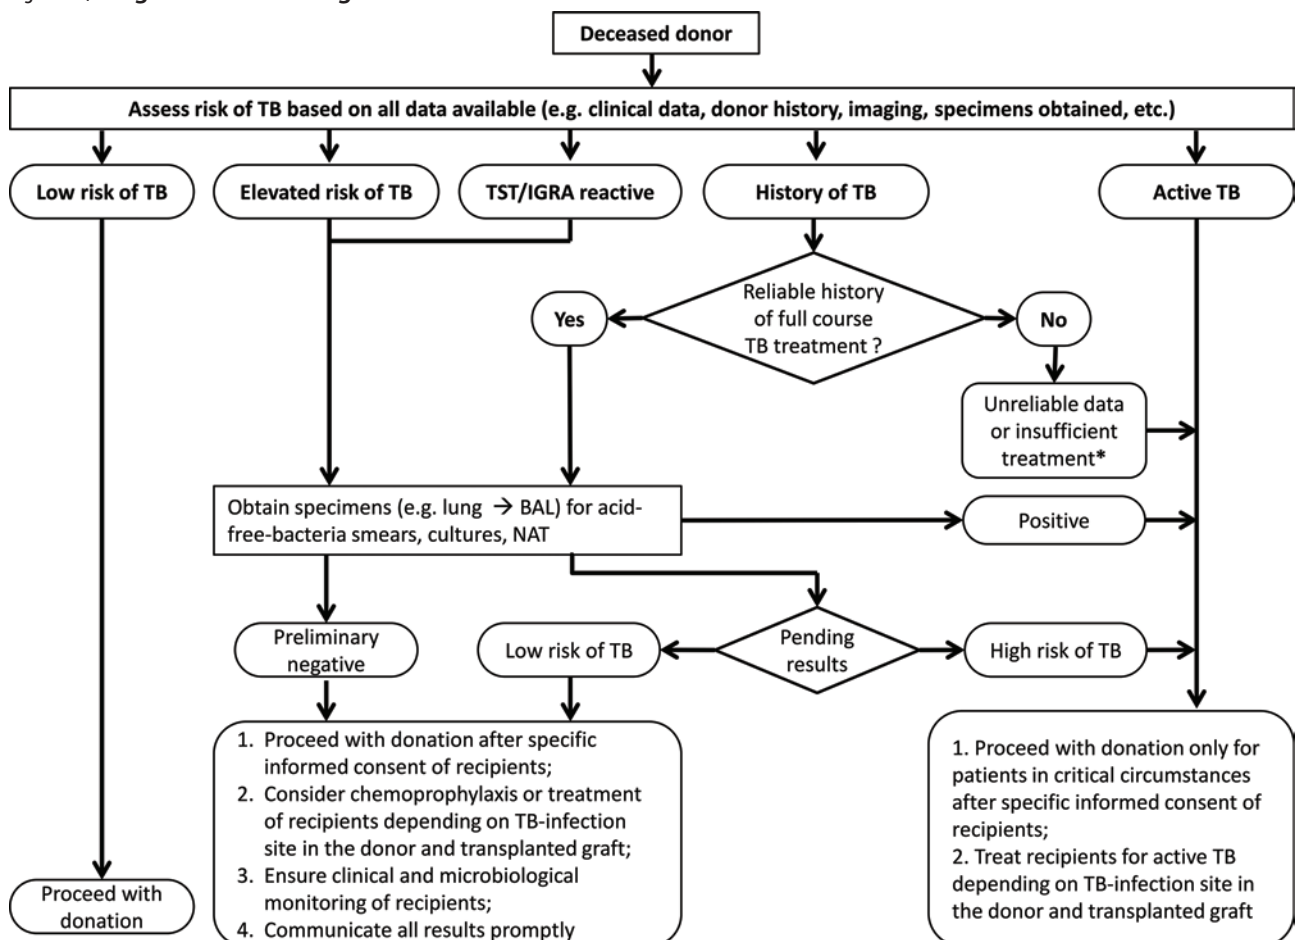 Deceased donor
Assess risk of TB based on all data available (e.g. clinical data, donor history, imaging, specimens obtained, etc.)
Low risk of TB
Elevated risk of TB
TST/IGRA reactive
History of TB
Active TB
Reliable history
of full course
TB treatment ?
Yes
No
Unreliable data
or insufficient
treatment*
Obtain specimens (e.g. lung → BAL) for acid-
free-bacteria smears, cultures, NAT
Positive
Preliminary
negative
Low risk of TB
Pending
results
High risk of TB
1. Proceed with donation after specific
informed consent of recipients;
2. Consider chemoprophylaxis or treatment
of recipients depending on TB-infection
site in the donor and transplanted graft;
3. Ensure clinical and microbiological
monitoring of recipients;
4. Communicate all results promptly
1. Proceed with donation only for
patients in critical circumstances
after specific informed consent of
recipients;
2. Treat recipients for active TB
depending on TB-infection site in
the donor and transplanted graft
Proceed with
donation